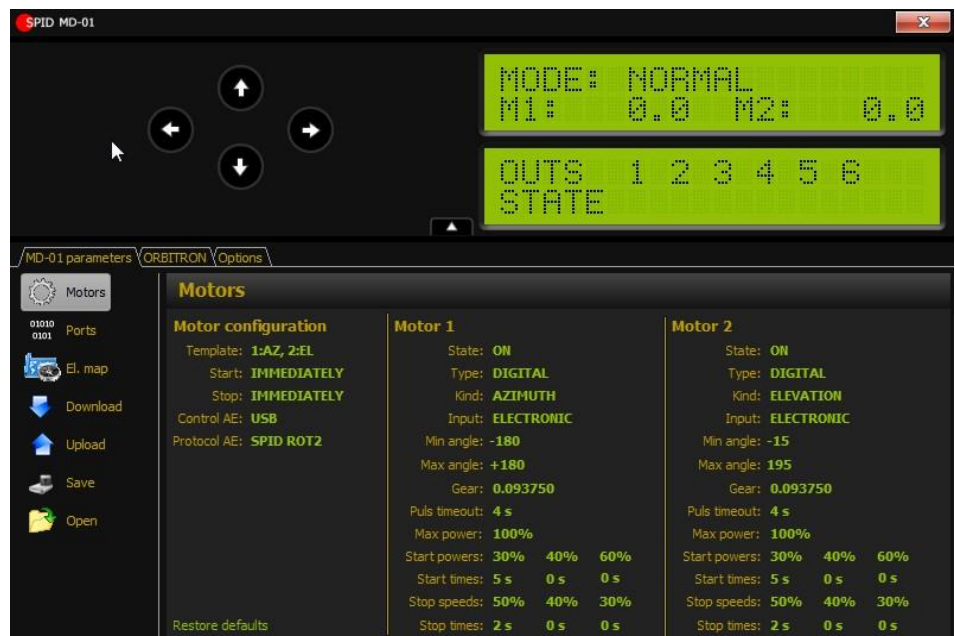 SPID MD-01
MODE: NORMAL
M1: 0.0 M2: 0.0
OUTS 1 2 3 4 5 6
STATE
MD-01 parameters ORBITRON Options
Motors
Ports
El. map
Download
Upload
Save
Open
Motors
Motor configuration
Template: 1:AZ, 2:EL
Start: IMMEDIATELY
Stop: IMMEDIATELY
Control AE: USB
Protocol AE: SPID ROT2
Restore defaults
Motor 1
State: ON
Type: DIGITAL
Kind: AZIMUTH
Input: ELECTRONIC
Min angle: -180
Max angle: +180
Gear: 0.093750
Puls timeout: 4 s
Max power: 100%
Start powers: 30% 40% 60%
Start times: 5 s 0 s 0 s
Stop speeds: 50% 40% 30%
Stop times: 2 s 0 s 0 s
Motor 2
State: ON
Type: DIGITAL
Kind: ELEVATION
Input: ELECTRONIC
Min angle: -15
Max angle: 195
Gear: 0.093750
Puls timeout: 4 s
Max power: 100%
Start powers: 30% 40% 60%
Start times: 5 s 0 s 0 s
Stop speeds: 50% 40% 30%
Stop times: 2 s 0 s 0 s
01010
0101